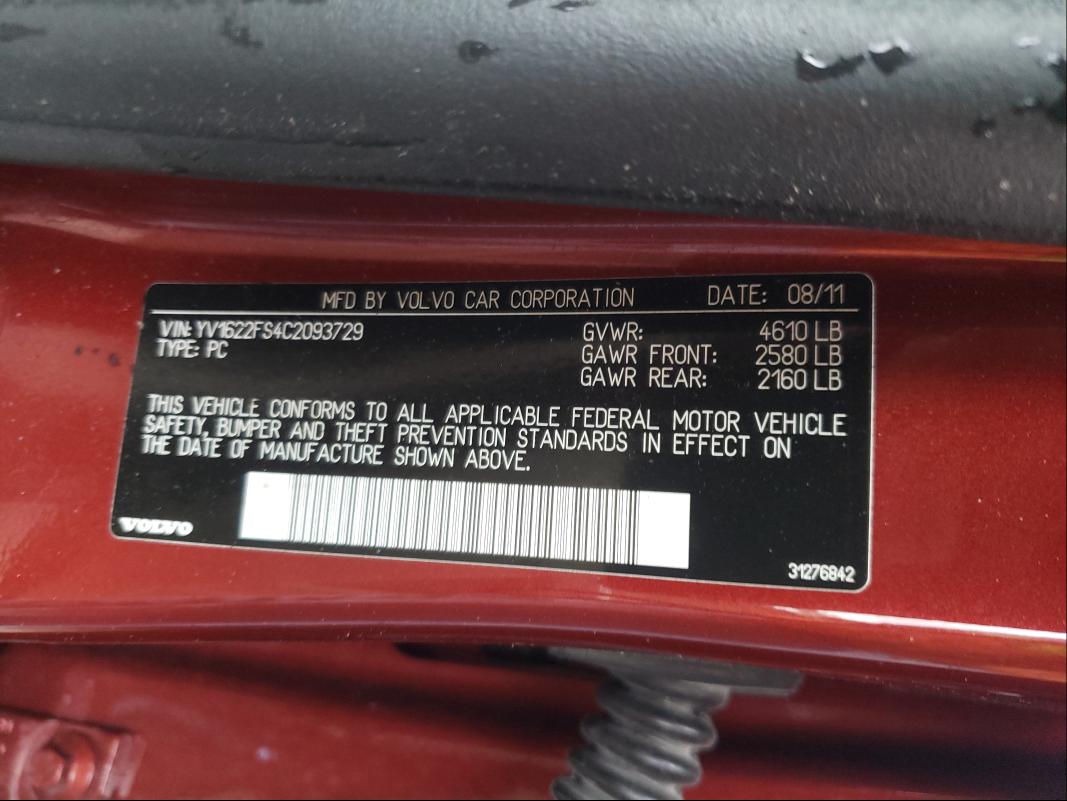 MFD BY VOLVO CAR CORPORATION DATE: 08/11
VIN: YV1622FS4C2093729 GVWR: 4610 LB
TYPE: PC GAWR FRONT: 2580 LB
GAWR REAR: 2160 LB
THIS VEHICLE CONFORMS TO ALL APPLICABLE FEDERAL MOTOR VEHICLE
SAFETY, BUMPER AND THEFT PREVENTION STANDARDS IN EFFECT ON
THE DATE OF MANUFACTURE SHOWN ABOVE.
VOLVO
31276842